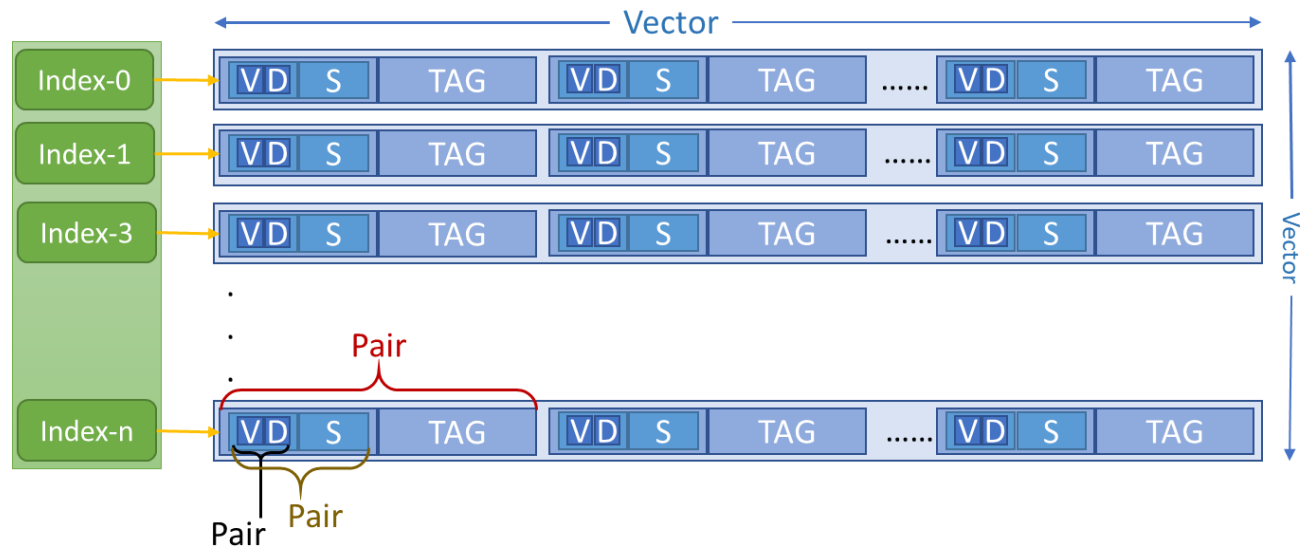 Vector
Index-0 V D S TAG V D S TAG ...... V D S TAG
Index-1 V D S TAG V D S TAG ...... V D S TAG
Index-3 V D S TAG V D S TAG ...... V D S TAG
Vector
.
.
Pair
.
Index-n V D S TAG V D S TAG ...... V D S TAG
Pair
Pair